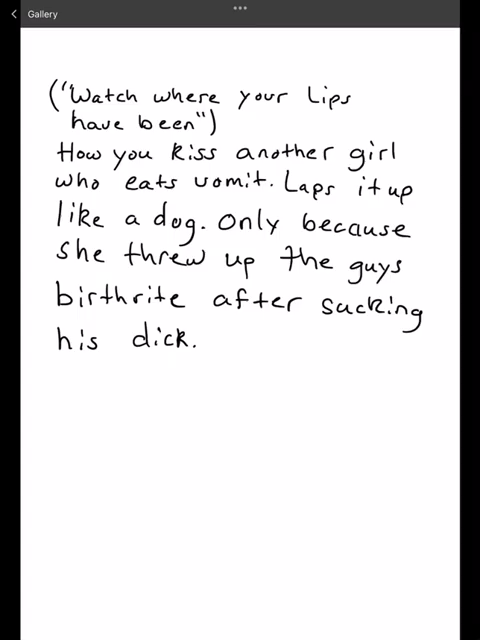 Gallery
("Watch where your Lips
have been")
How you kiss another girl
who eats vomit. Laps it up
like a dog. Only because
she threw up the guys
birthrite after sucking
his dick.